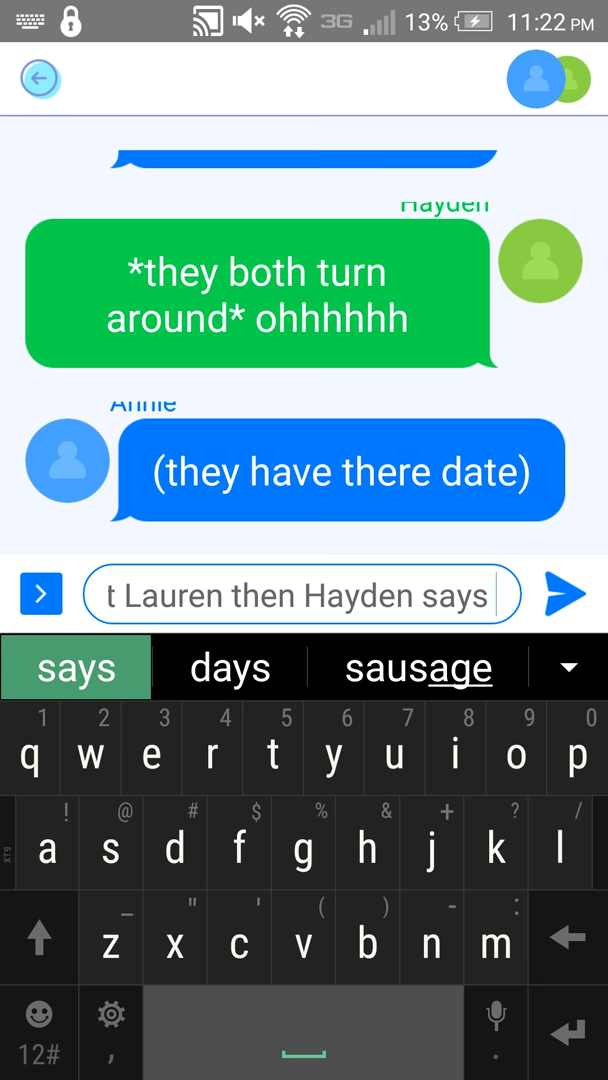 3G 13% 11:22 PM
Hayden
*they both turn
around* ohhhhhh
Annie
(they have there date)
t Lauren then Hayden says
says days sausage
1 2 3 4 5 6 7 8 9 0
q w e r t y u i o p
! @ # $ % & + ? /
XT9 a s d f g h j k l
_ " ' ( ) - :
z x c v b n m
12# , .